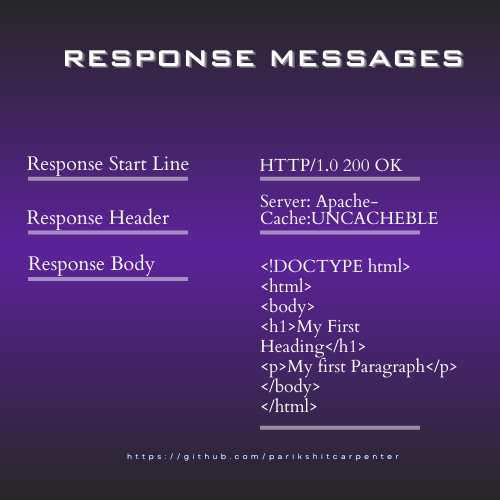 RESPONSE MESSAGES
Response Start Line
HTTP/1.0 200 OK
Response Header
Server: Apache-
Cache:UNCACHEBLE
Response Body
<!DOCTYPE html>
<html>
<body>
<h1>My First
Heading</h1>
<p>My first Paragraph</p>
</body>
</html>
https://github.com/parikshitcarpenter